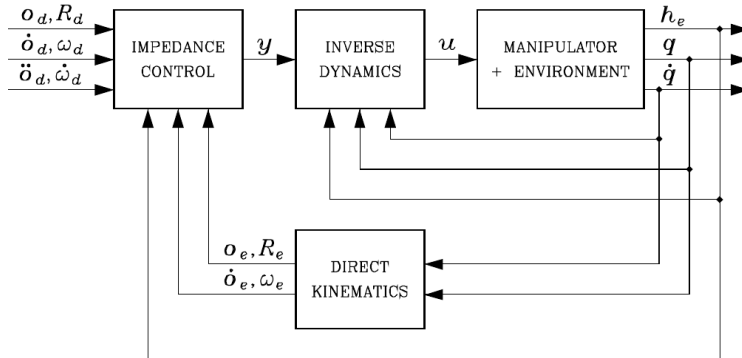 o_d, R_d
ȯ_d, ω_d
ö_d, ω̇_d
IMPEDANCE
CONTROL
y
INVERSE
DYNAMICS
u
MANIPULATOR
+ ENVIRONMENT
h_e
q
q̇
o_e, R_e
ȯ_e, ω_e
DIRECT
KINEMATICS